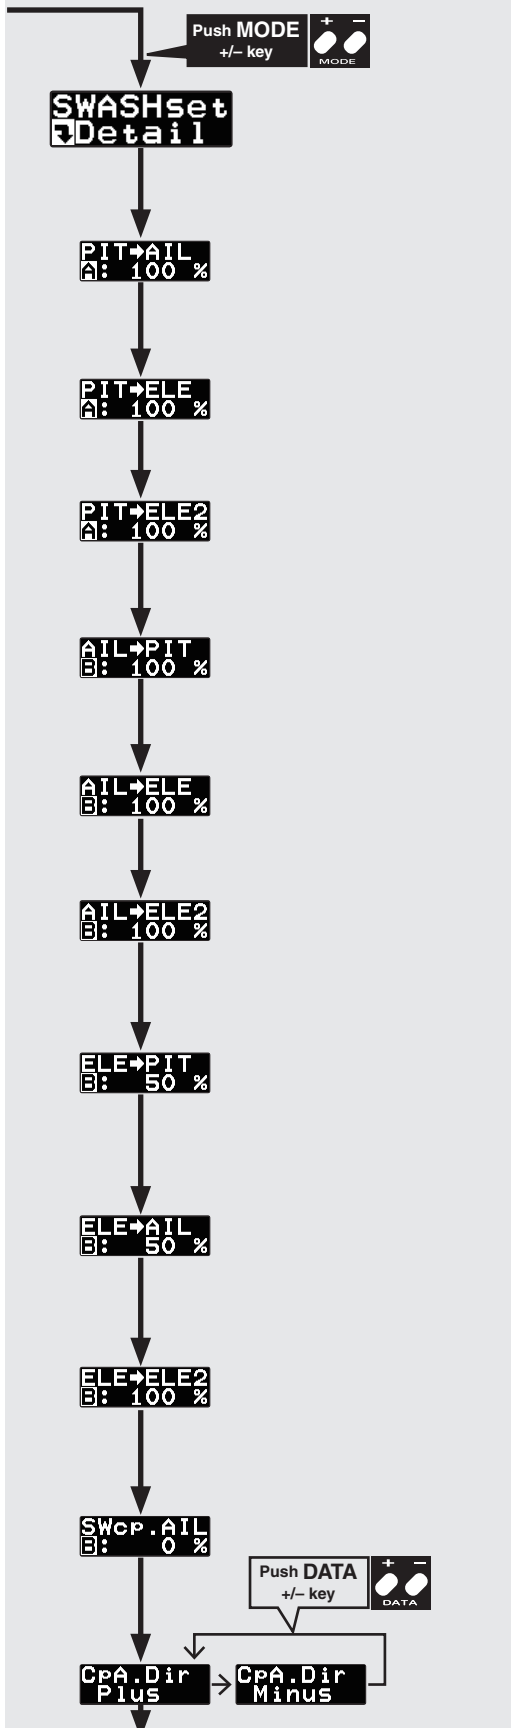 Push MODE
+/– key
+ –
MODE
SWASHset
Detail
PIT➡AIL
A: 100 %
PIT➡ELE
A: 100 %
PIT➡ELE2
A: 100 %
AIL➡PIT
B: 100 %
AIL➡ELE
B: 100 %
AIL➡ELE2
B: 100 %
ELE➡PIT
B: 50 %
ELE➡AIL
B: 50 %
ELE➡ELE2
B: 100 %
SWcp.AIL
B: 0 %
Push DATA
+/– key
+ –
DATA
CpA.Dir
Plus
CpA.Dir
Minus